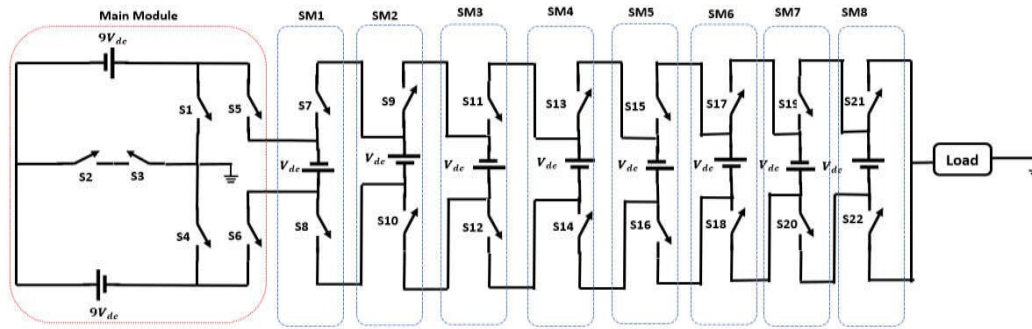 Main Module SM1 SM2 SM3 SM4 SM5 SM6 SM7 SM8
9V_dc
S1 S5 S7 S9 S11 S13 S15 S17 S19 S21
S2 S3
V_dc V_dc V_dc V_dc V_dc V_dc V_dc V_dc
Load
S4 S6 S8 S10 S12 S14 S16 S18 S20 S22
9V_dc